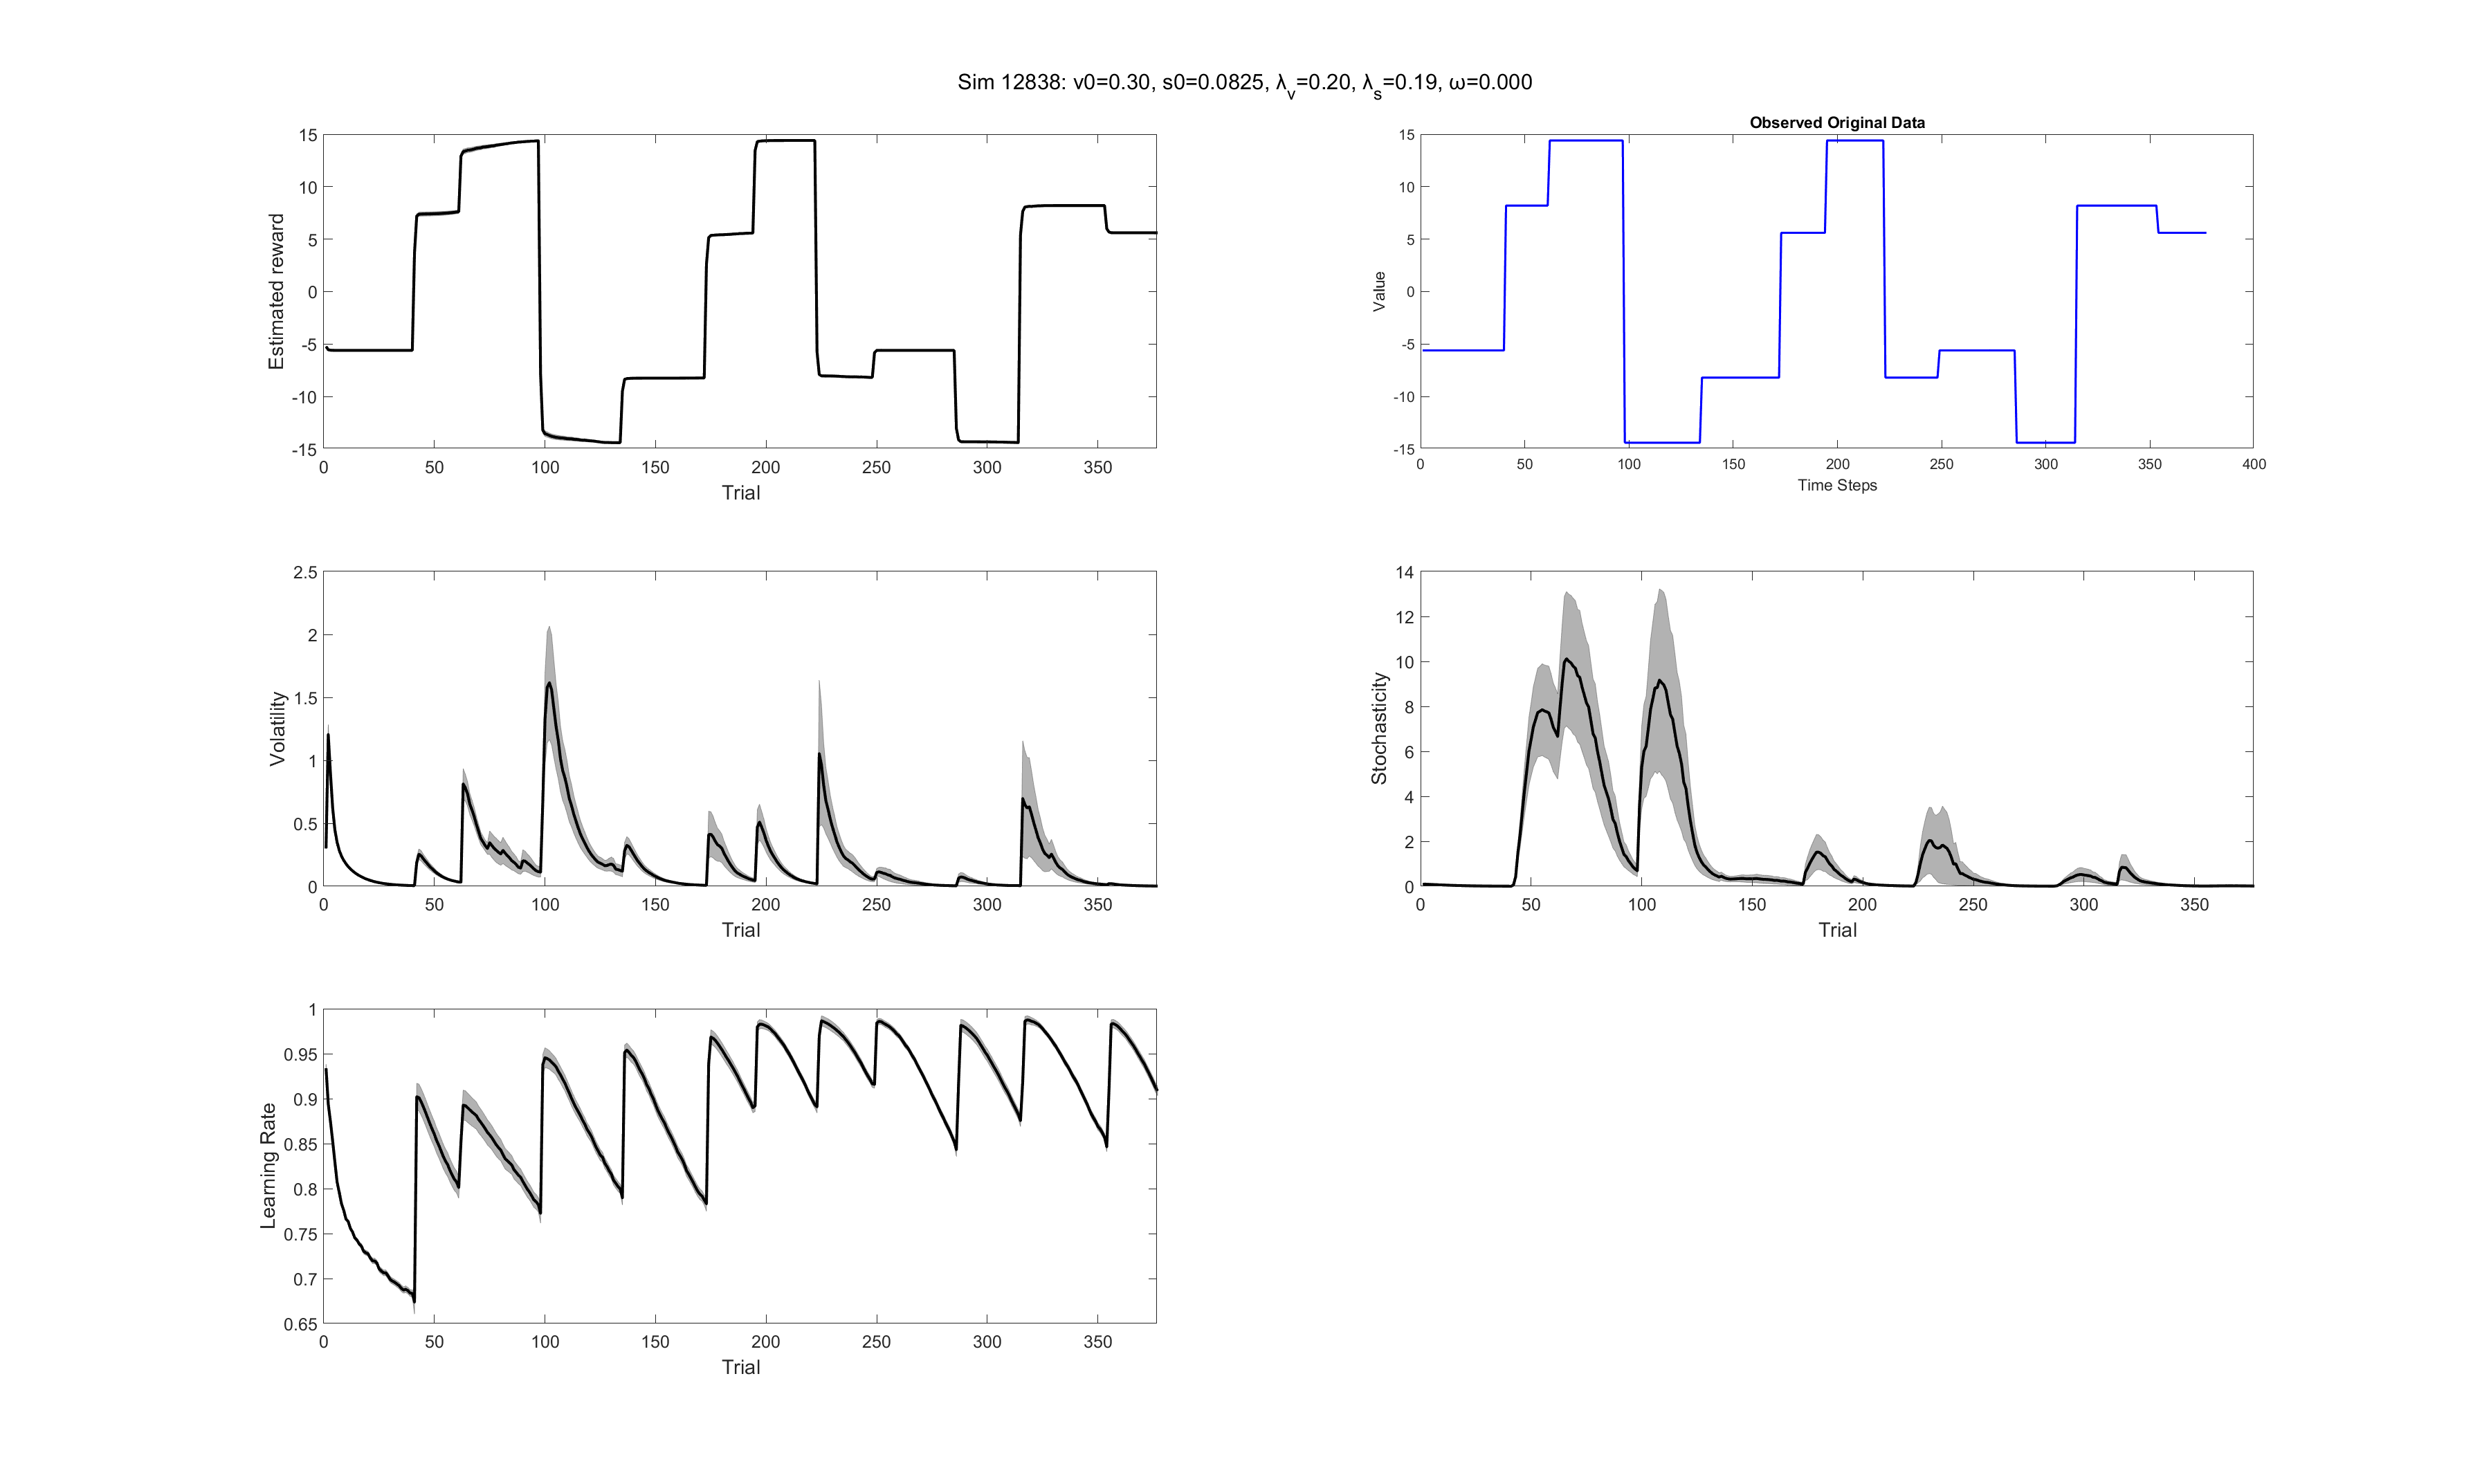 Sim 12838: v0=0.30, s0=0.0825, λv=0.20, λs=0.19, ω=0.000
15
10
5
0
-5
-10
-15
Estimated reward
0 50 100 150 200 250 300 350
Trial
Observed Original Data
15
10
5
0
-5
-10
-15
Value
0 50 100 150 200 250 300 350 400
Time Steps
2.5
2
1.5
1
0.5
0
Volatility
0 50 100 150 200 250 300 350
Trial
14
12
10
8
6
4
2
0
Stochasticity
0 50 100 150 200 250 300 350
Trial
1
0.95
0.9
0.85
0.8
0.75
0.7
0.65
Learning Rate
0 50 100 150 200 250 300 350
Trial